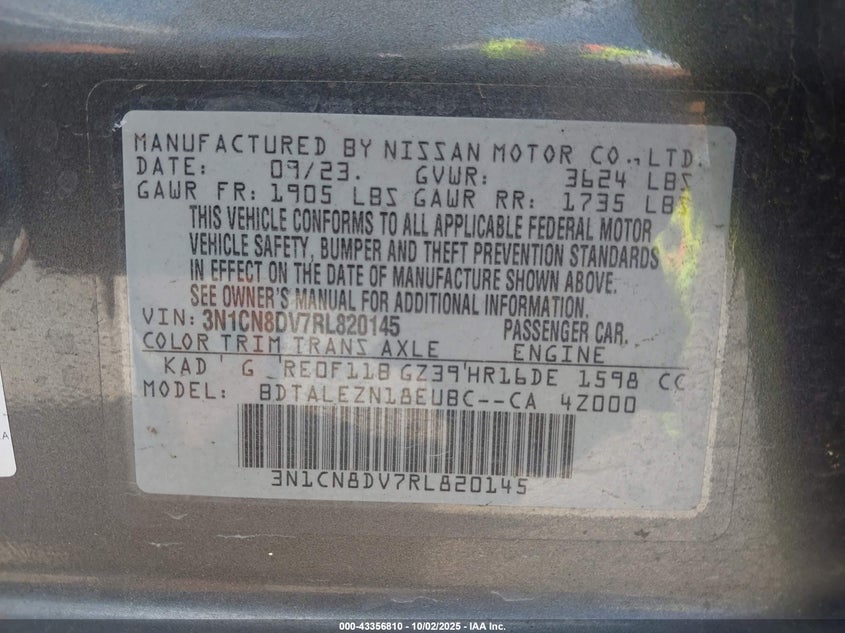 MANUFACTURED BY NISSAN MOTOR CO., LTD.
DATE: 09/23. GVWR: 3624 LBS
GAWR FR: 1905 LBS GAWR RR: 1735 LBS
THIS VEHICLE CONFORMS TO ALL APPLICABLE FEDERAL MOTOR
VEHICLE SAFETY, BUMPER AND THEFT PREVENTION STANDARDS
IN EFFECT ON THE DATE OF MANUFACTURE SHOWN ABOVE.
SEE OWNER'S MANUAL FOR ADDITIONAL INFORMATION.
VIN: 3N1CN8DV7RL820145 PASSENGER CAR.
COLOR TRIM TRANS AXLE ENGINE
KAD G RE0F11B GZ39 HR16DE 1598 CC
MODEL: BDTALEZN18EUBC--CA 4Z000
3N1CN8DV7RL820145
000-43356810 - 10/02/2025 - IAA Inc.